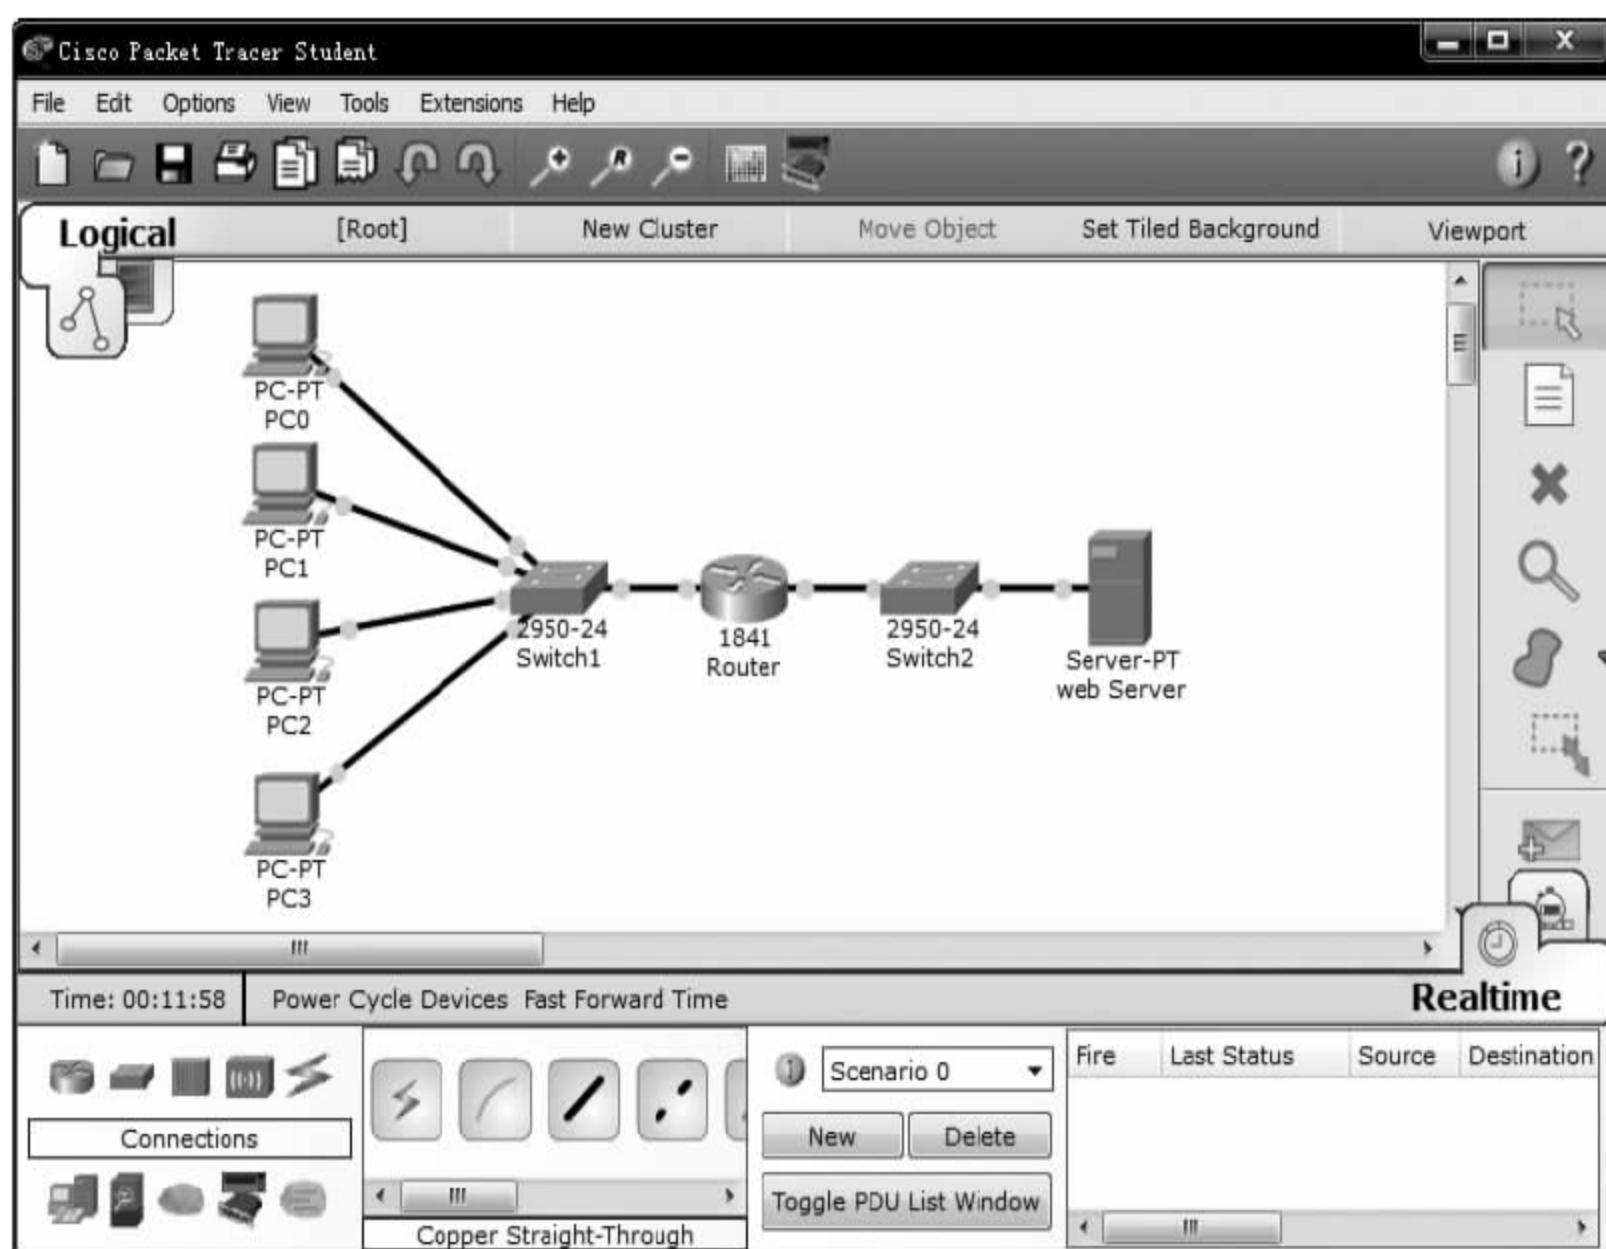 Cisco Packet Tracer Student
File Edit Options View Tools Extensions Help
Logical [Root] New Cluster Move Object Set Tiled Background Viewport
PC-PT
PC0
PC-PT
PC1
PC-PT
PC2
PC-PT
PC3
2950-24
Switch1
1841
Router
2950-24
Switch2
Server-PT
web Server
Time: 00:11:58 Power Cycle Devices Fast Forward Time Realtime
Connections
Copper Straight-Through
Scenario 0
New Delete
Toggle PDU List Window
Fire Last Status Source Destination